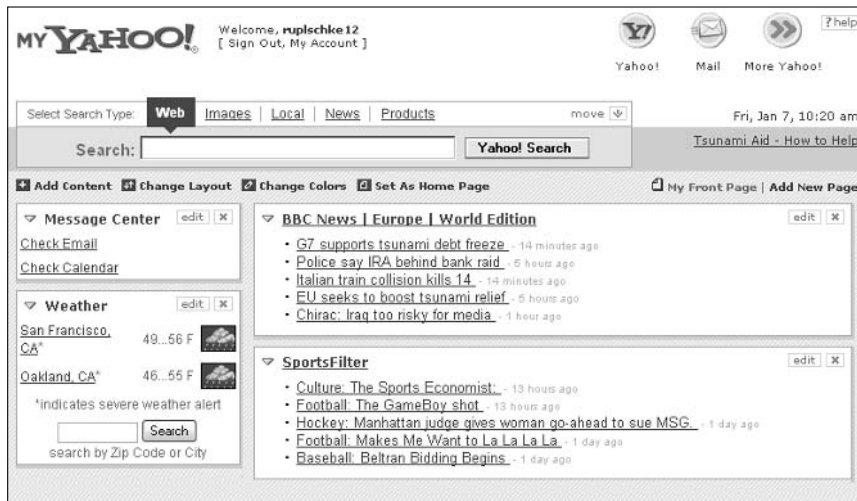 MY YAHOO!
Welcome, ruplschke12
[ Sign Out, My Account ]
Yahoo!
Mail
More Yahoo!
? help
Select Search Type: Web Images | Local | News | Products move
Fri, Jan 7, 10:20 am
Search: Yahoo! Search
Tsunami Aid - How to Help
Add Content Change Layout Change Colors Set As Home Page
My Front Page | Add New Page
Message Center edit
Check Email
Check Calendar
Weather edit
San Francisco, CA* 49...56 F
Oakland, CA* 46...55 F
*indicates severe weather alert
Search
search by Zip Code or City
BBC News | Europe | World Edition edit
• G7 supports tsunami debt freeze - 14 minutes ago
• Police say IRA behind bank raid - 5 hours ago
• Italian train collision kills 14 - 14 minutes ago
• EU seeks to boost tsunami relief - 5 hours ago
• Chirac: Iraq too risky for media - 1 hour ago
SportsFilter edit
• Culture: The Sports Economist: - 13 hours ago
• Football: The GameBoy shot - 13 hours ago
• Hockey: Manhattan judge gives woman go-ahead to sue MSG. - 1 day ago
• Football: Makes Me Want to La La La La - 1 day ago
• Baseball: Beltran Bidding Begins - 1 day ago